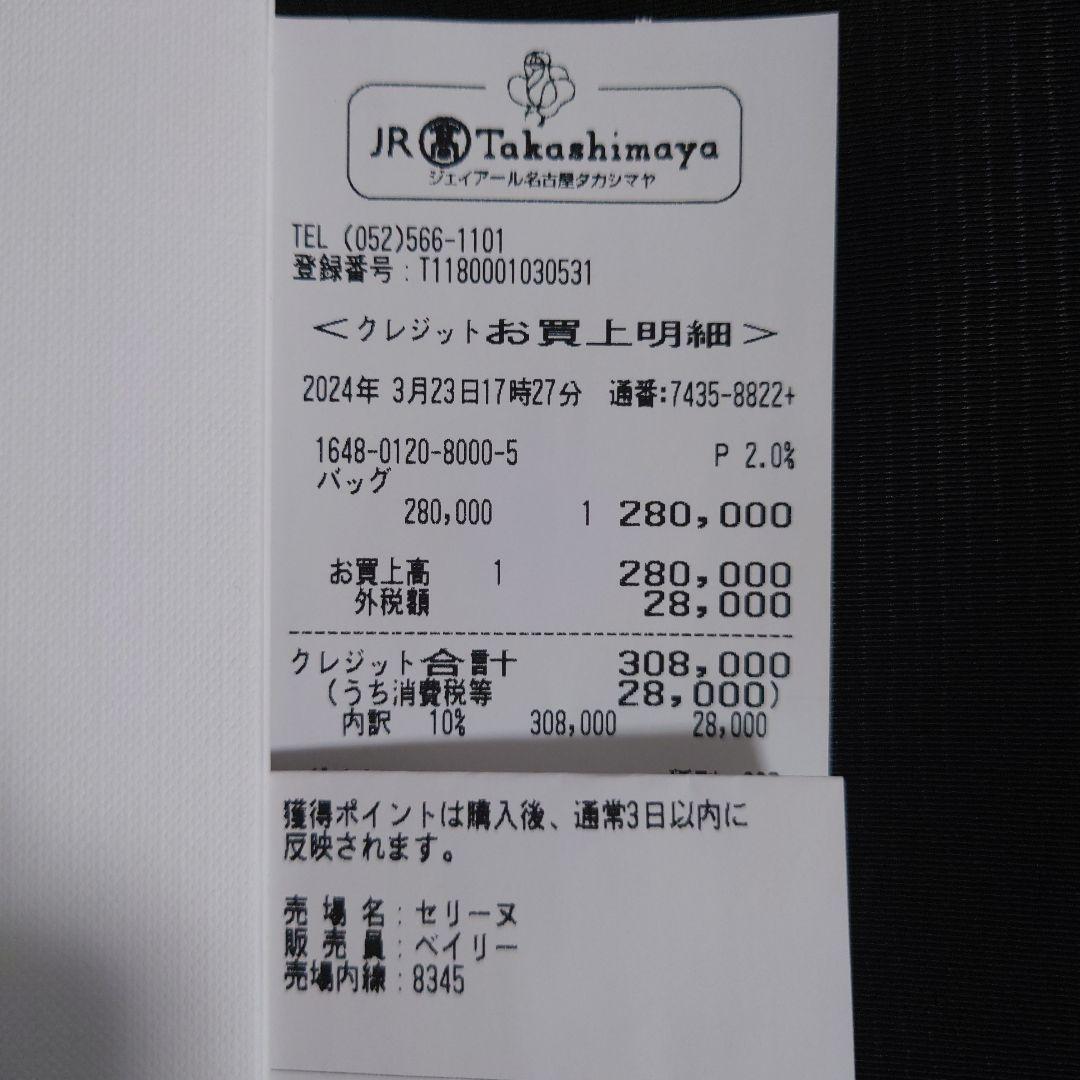 JR 髙 Takashimaya
ジェイアール名古屋タカシマヤ
TEL (052)566-1101
登録番号:T1180001030531
<クレジットお買上明細>
2024年 3月23日17時27分 通番:7435-8822+
1648-0120-8000-5 P 2.0%
バッグ
280,000 1 280,000
お買上高 1 280,000
外税額 28,000
クレジット合計 308,000
(うち消費税等 28,000)
内訳 10% 308,000 28,000
獲得ポイントは購入後、通常3日以内に
反映されます。
売 場 名:セリーヌ
販 売 員:ベイリー
売場内線:8345